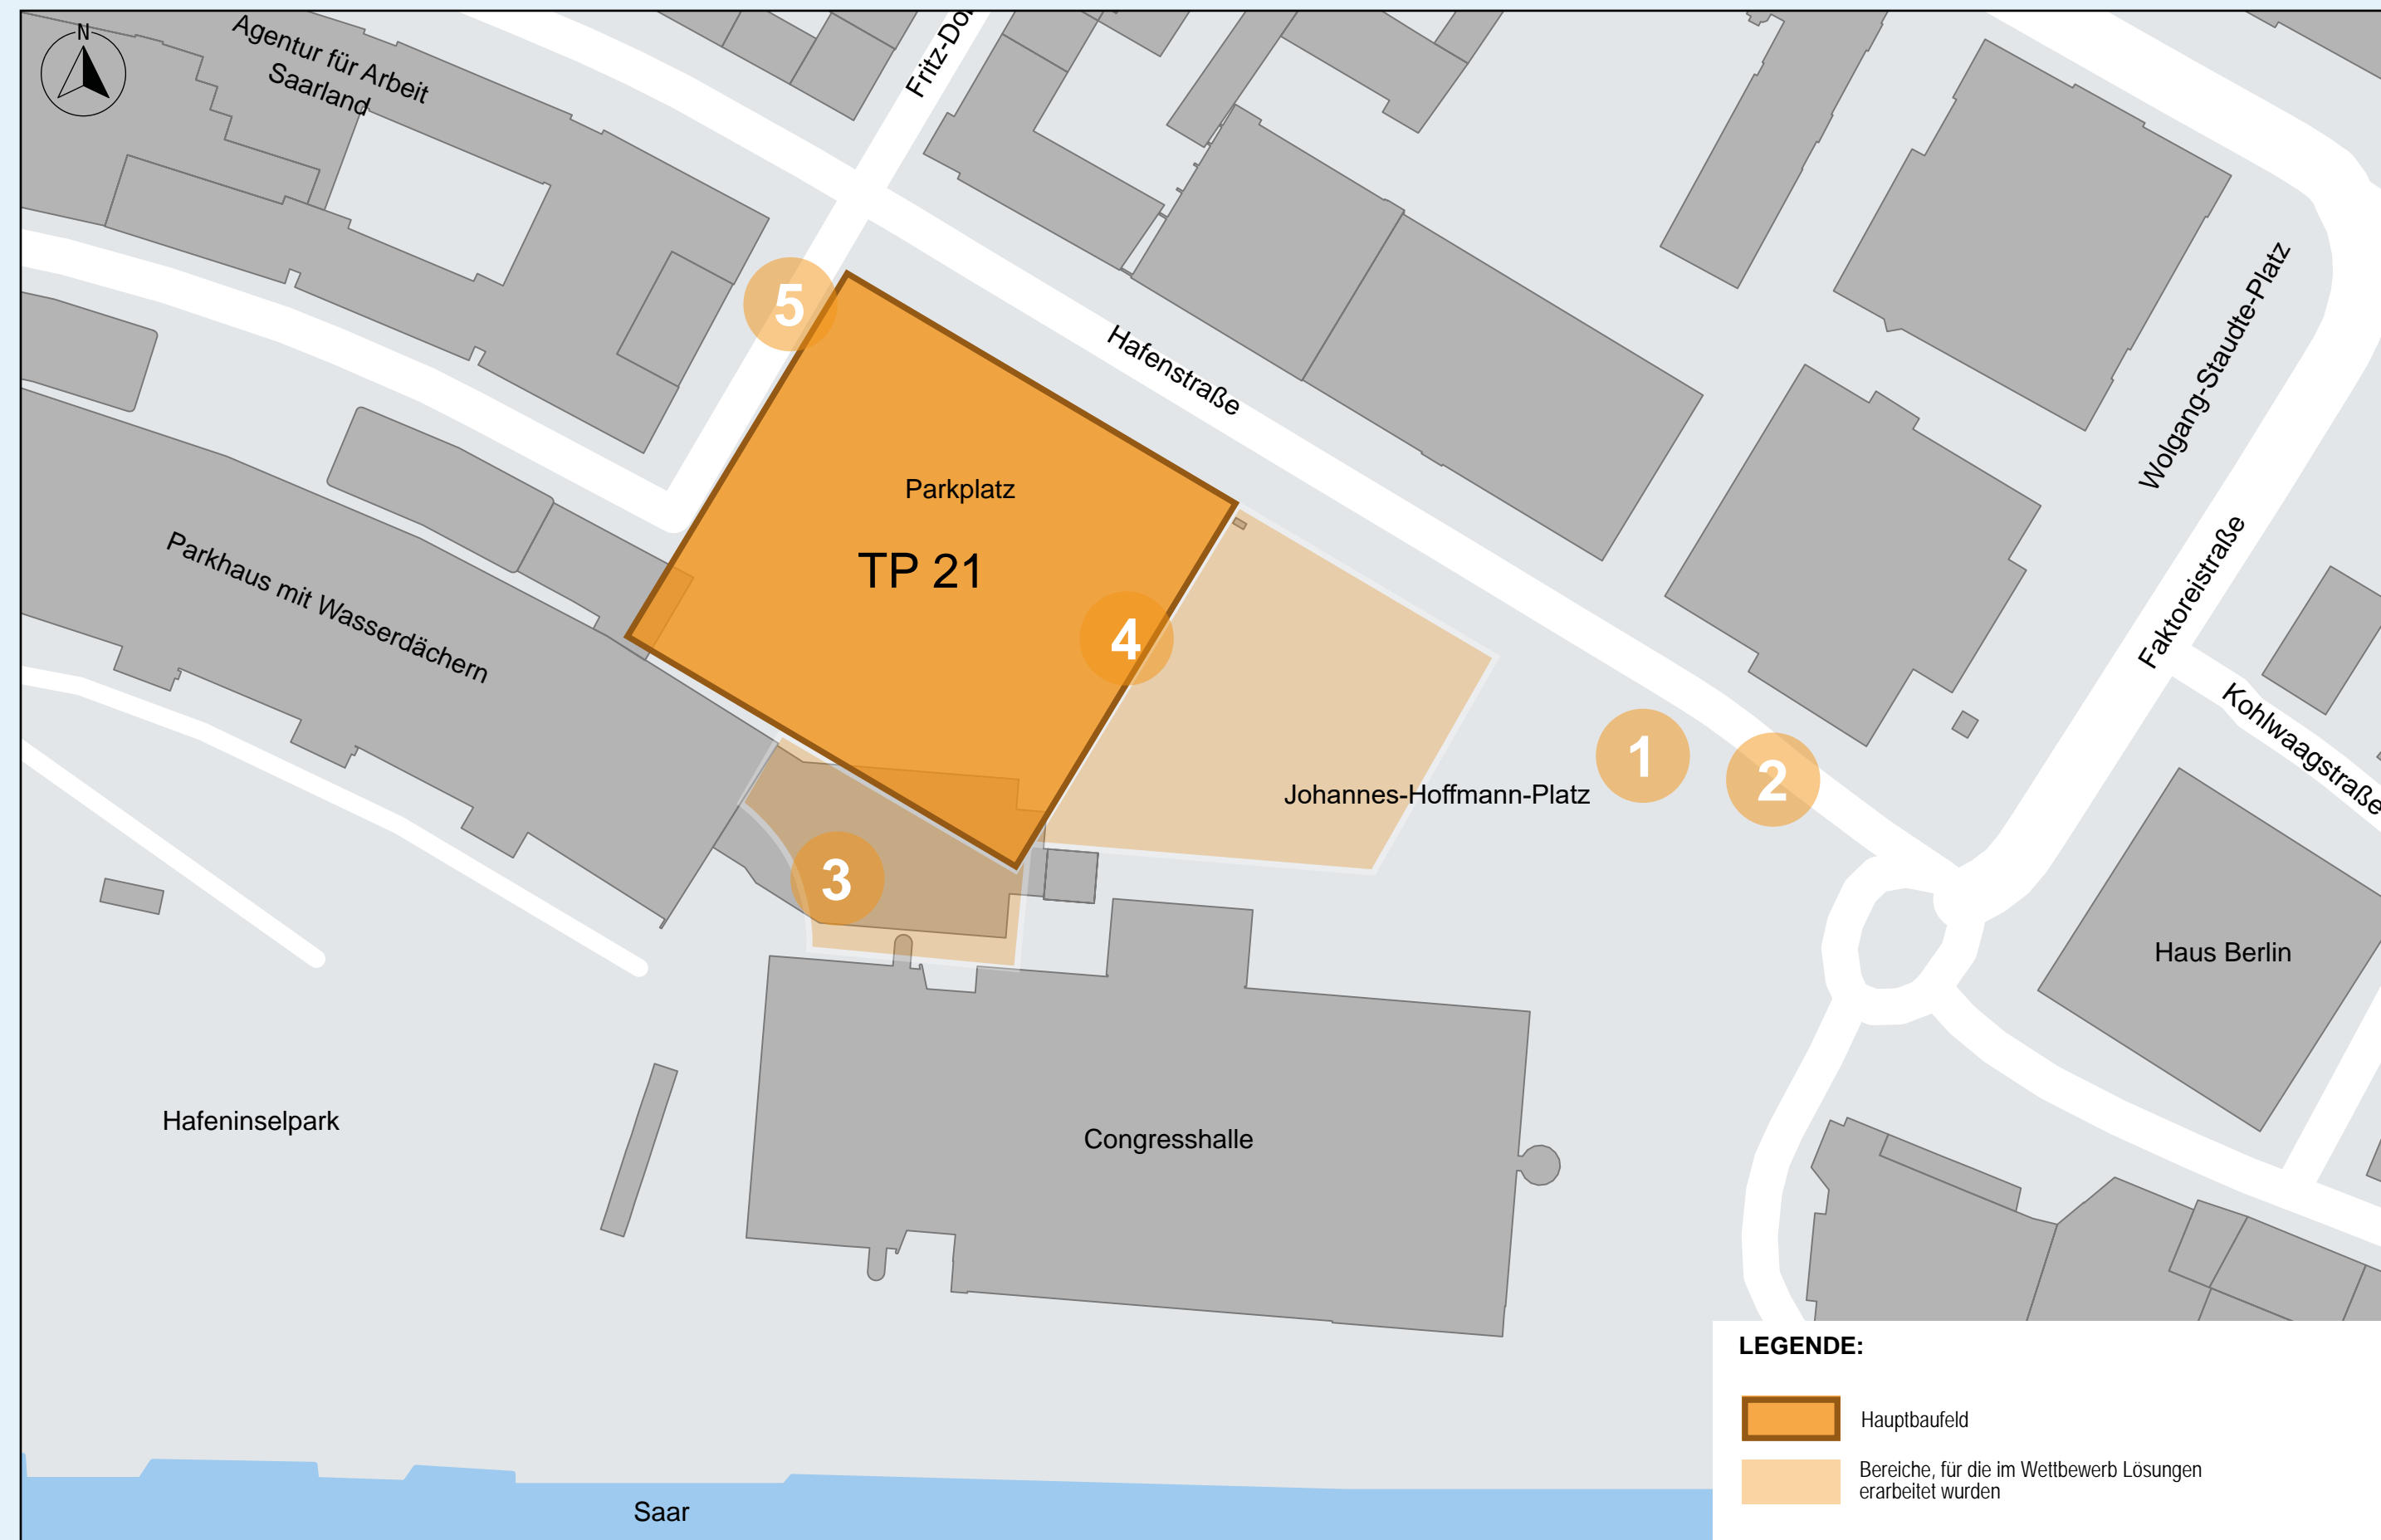 N
Agentur für Arbeit
Saarland
5
Hafenstraße
Wolgang-Staudte-Platz
Parkplatz
TP 21
Parkhaus mit Wasserdächern
4
Faktoreistraße
Kohlwaagstraße
1
2
Johannes-Hoffmann-Platz
3
Haus Berlin
Hafeninselpark
Congresshalle
Saar
LEGENDE:
Hauptbaufeld
Bereiche, für die im Wettbewerb Lösungen
erarbeitet wurden